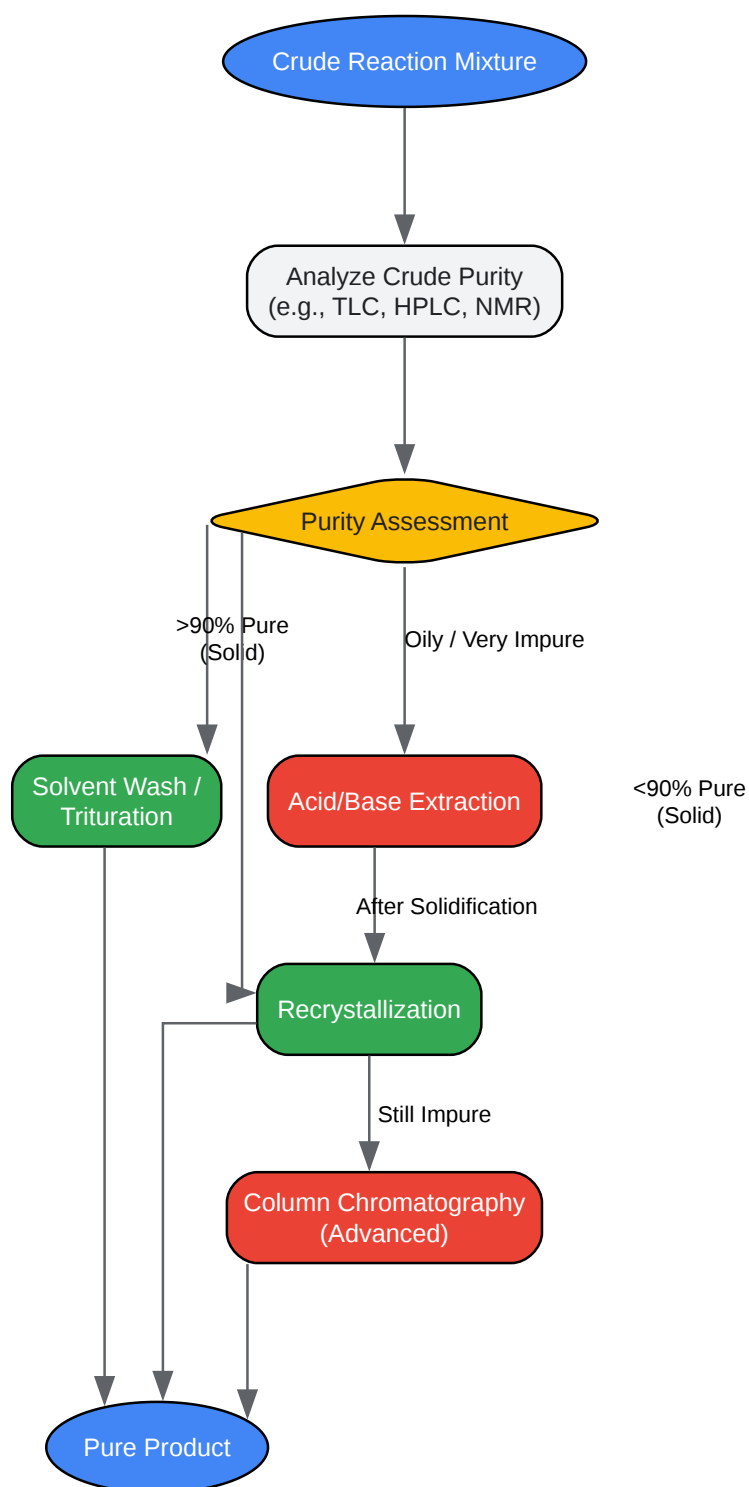 Crude Reaction Mixture
Analyze Crude Purity
(e.g., TLC, HPLC, NMR)
Purity Assessment
>90% Pure
(Solid)
Oily / Very Impure
Solvent Wash /
Trituration
Acid/Base Extraction
<90% Pure
(Solid)
After Solidification
Recrystallization
Still Impure
Column Chromatography
(Advanced)
Pure Product